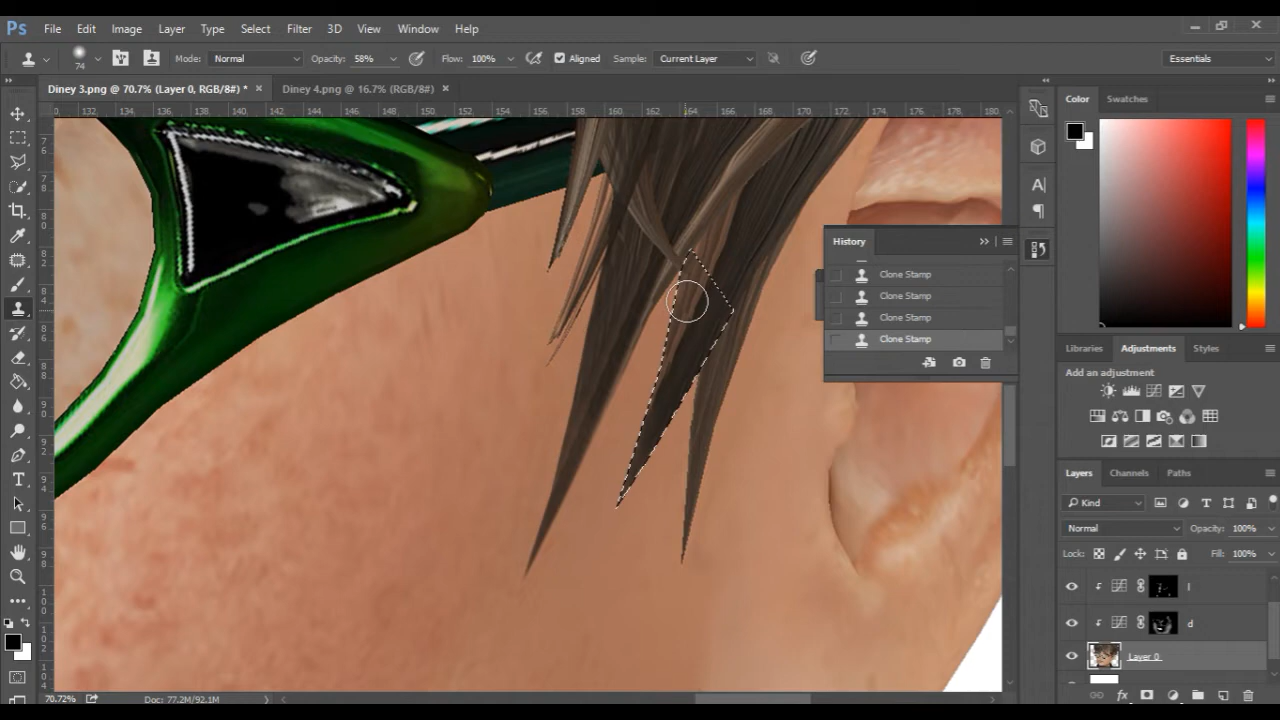 Ps File Edit Image Layer Type Select Filter 3D View Window Help
74 Mode: Normal Opacity: 58% Flow: 100% Aligned Sample: Current Layer Essentials
Diney 3.png @ 70.7% (Layer 0, RGB/8#) * × Diney 4.png @ 16.7% (RGB/8#) ×
132 134 136 138 140 142 144 146 148 150 152 154 156 158 160 162 164 166 168 170 172 174 176 178 180
Color Swatches
History
Clone Stamp
Clone Stamp
Clone Stamp
Clone Stamp
Libraries Adjustments Styles
Add an adjustment
Layers Channels Paths
Kind
Normal Opacity: 100%
Lock: Fill: 100%
l
d
Layer 0
fx
70.72% Doc: 77.2M/92.1M